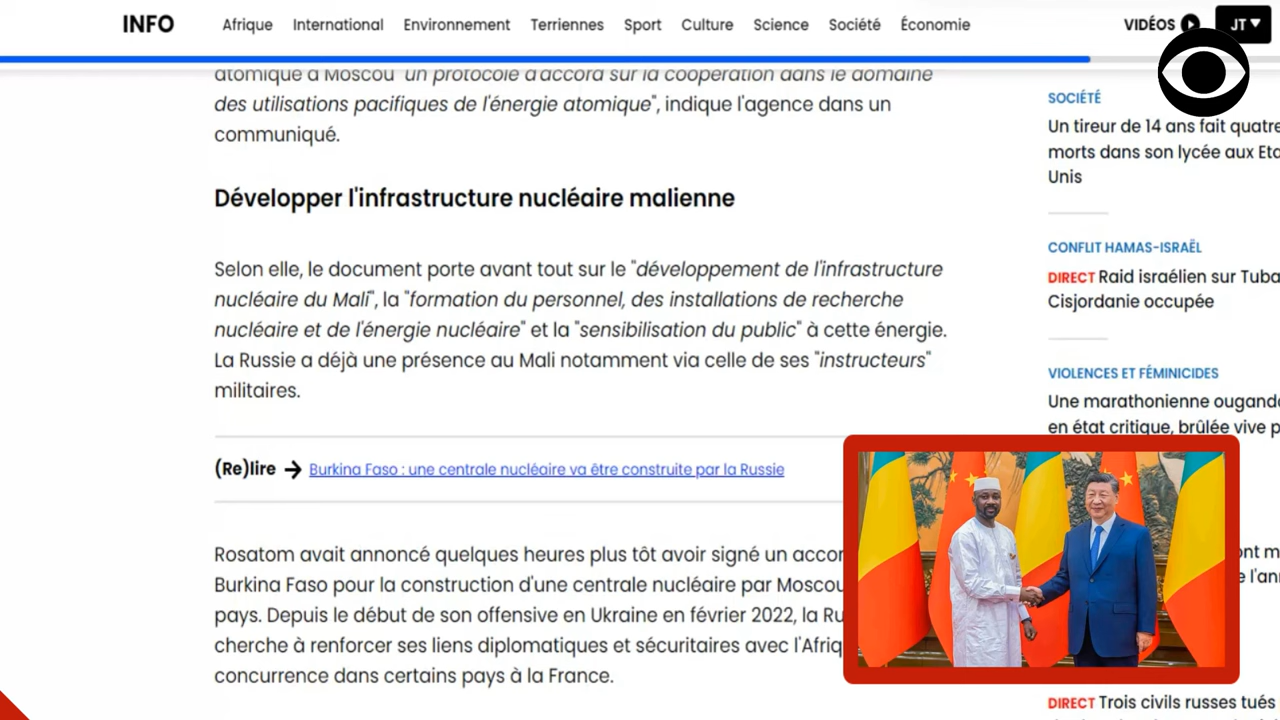 INFO
Afrique International Environnement Terriennes Sport Culture Science Société Économie
VIDÉOS
JT
atomique à Moscou "un protocole d'accord sur la coopération dans le domaine
des utilisations pacifiques de l'énergie atomique", indique l'agence dans un
communiqué.
Développer l'infrastructure nucléaire malienne
Selon elle, le document porte avant tout sur le "développement de l'infrastructure
nucléaire du Mali", la "formation du personnel, des installations de recherche
nucléaire et de l'énergie nucléaire" et la "sensibilisation du public" à cette énergie.
La Russie a déjà une présence au Mali notamment via celle de ses "instructeurs"
militaires.
(Re)lire → Burkina Faso : une centrale nucléaire va être construite par la Russie
Rosatom avait annoncé quelques heures plus tôt avoir signé un accor
Burkina Faso pour la construction d'une centrale nucléaire par Moscou
pays. Depuis le début de son offensive en Ukraine en février 2022, la Ru
cherche à renforcer ses liens diplomatiques et sécuritaires avec l'Afriq
concurrence dans certains pays à la France.
SOCIÉTÉ
Un tireur de 14 ans fait quatre
morts dans son lycée aux Eta
Unis
CONFLIT HAMAS-ISRAËL
DIRECT Raid israélien sur Tuba
Cisjordanie occupée
VIOLENCES ET FÉMINICIDES
Une marathonienne ougand
en état critique, brûlée vive p
ont m
e l'ann
DIRECT Trois civils russes tués